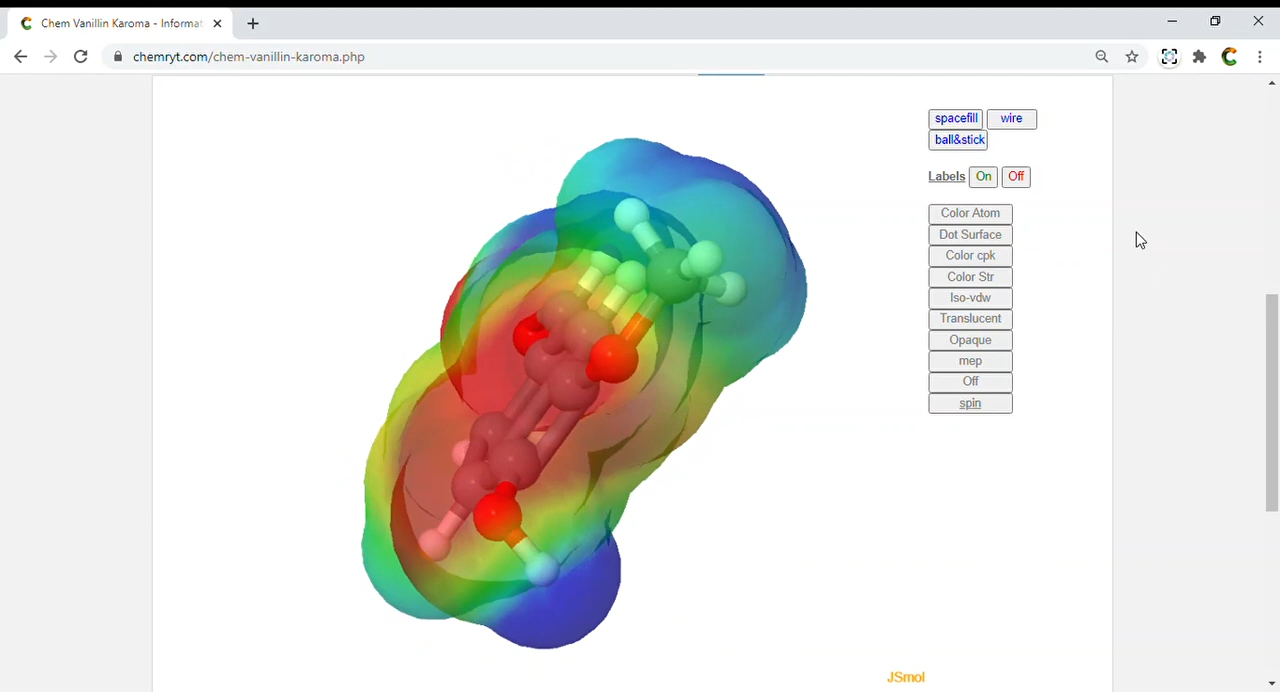 Chem Vanillin Karoma - Informat
chemryt.com/chem-vanillin-karoma.php
spacefill wire
ball&stick
Labels On Off
Color Atom
Dot Surface
Color cpk
Color Str
Iso-vdw
Translucent
Opaque
mep
Off
spin
JSmol